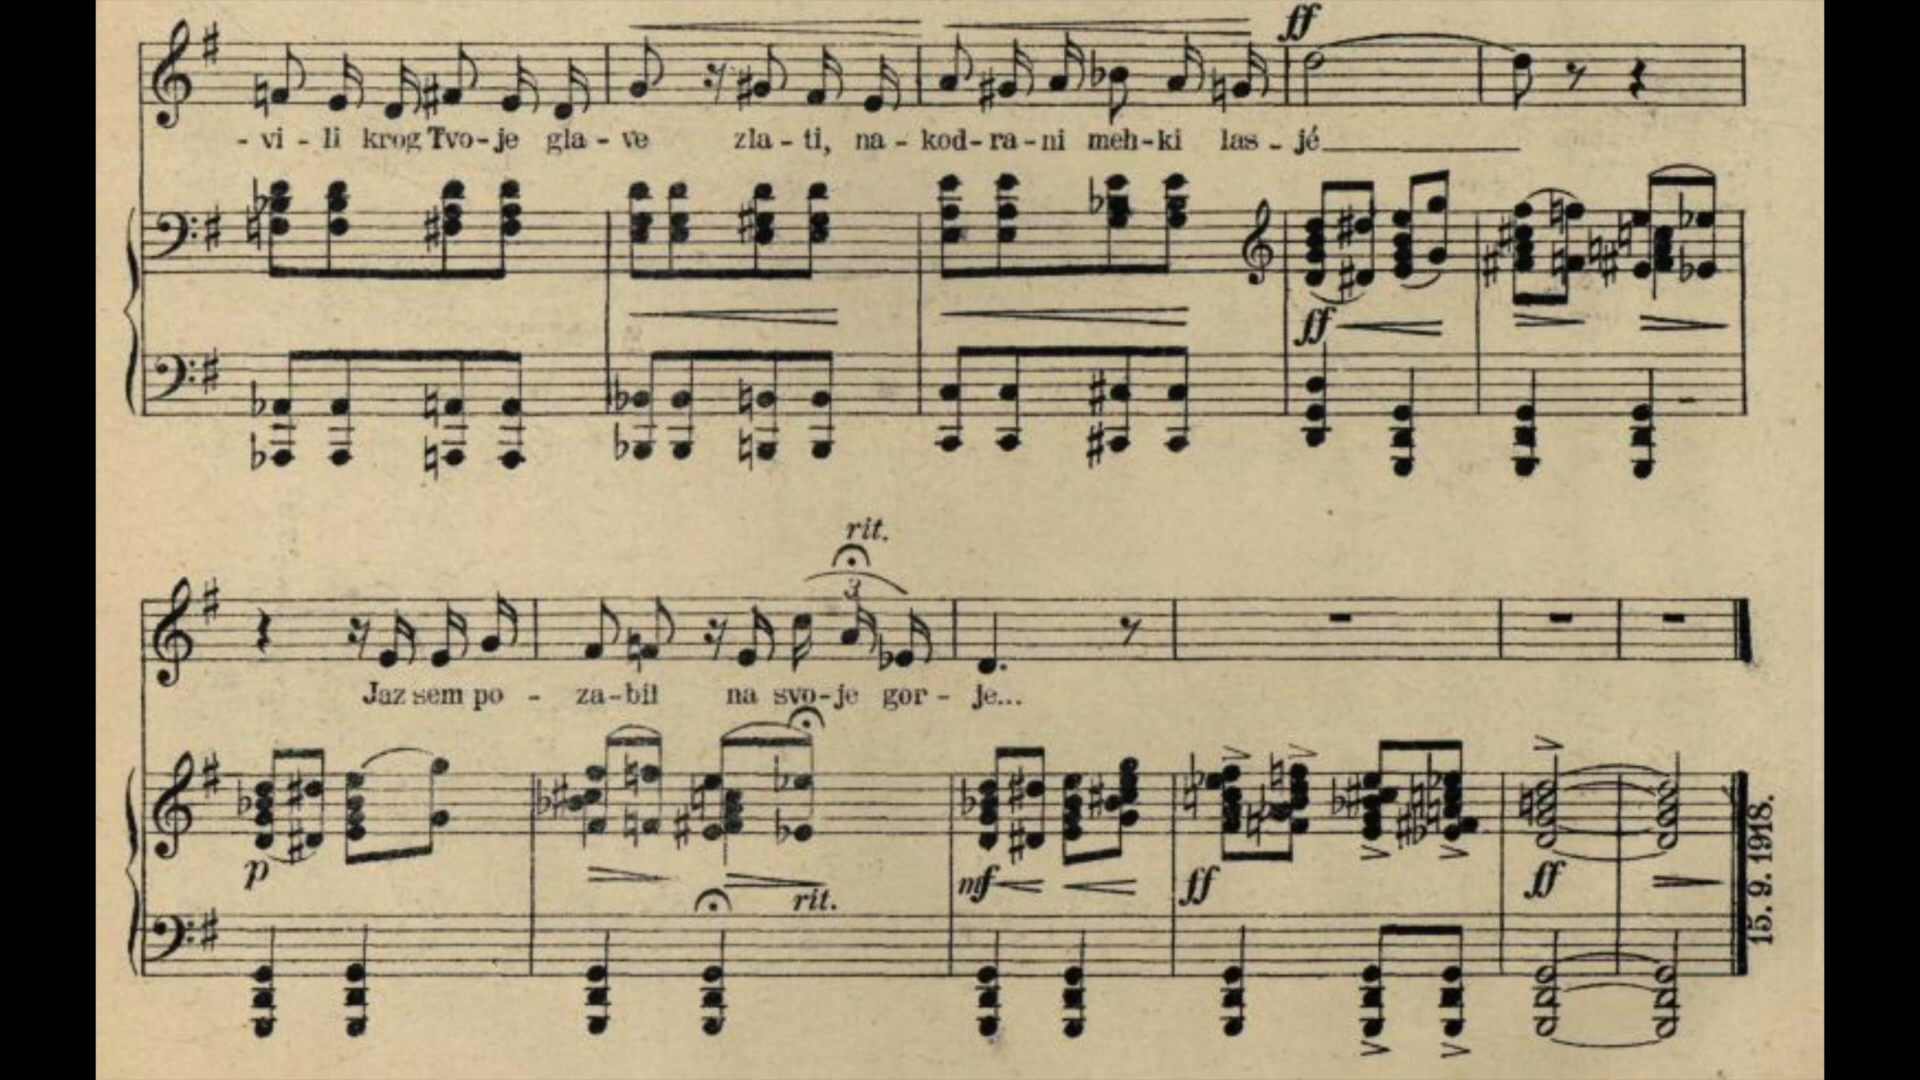 ff
- vi - li krog Tvo - je gla - ve zla - ti, na - kod - ra - ni meh - ki las - jé
ff
rit.
3
Jaz sem po - za - bil na svo - je gor - je...
p rit. mf ff ff
15. 9. 1918.